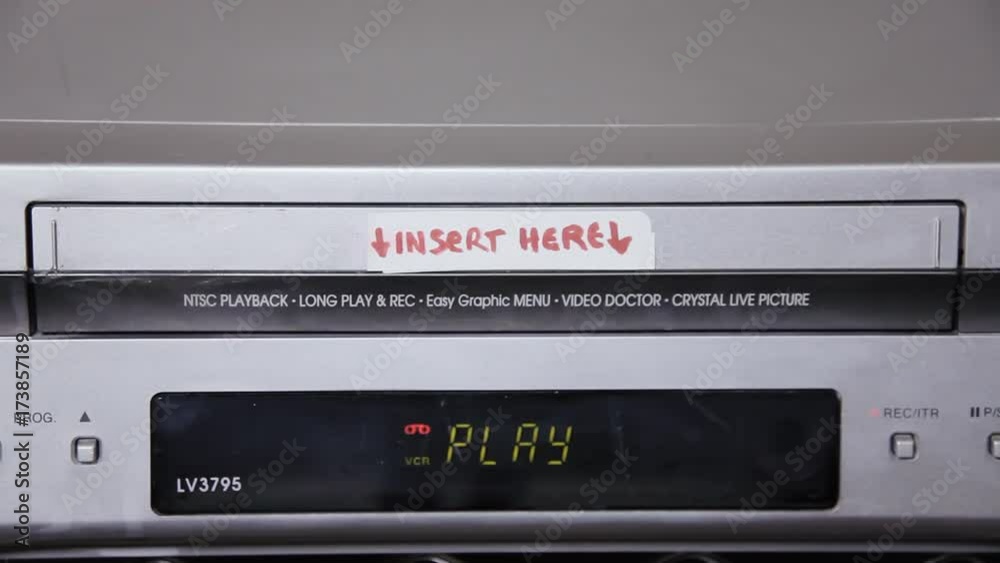 ↓INSERT HERE↓
NTSC PLAYBACK · LONG PLAY & REC · Easy Graphic MENU · VIDEO DOCTOR · CRYSTAL LIVE PICTURE
ROG. ▲
REC/ITR
P/S
PLAY
VCR
LV3795
Adobe Stock
173857189